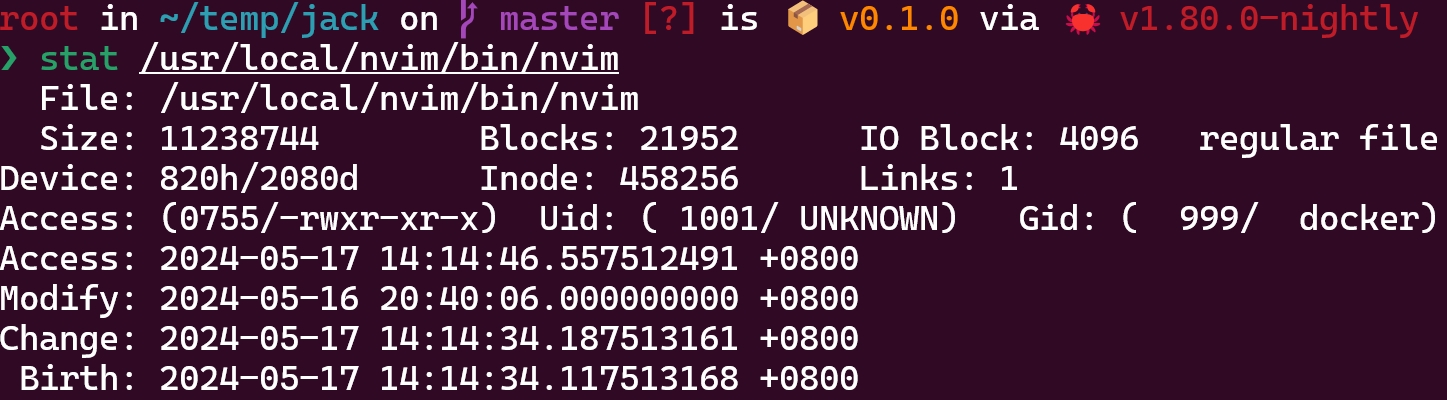 root in ~/temp/jack on master [?] is 📦 v0.1.0 via 🦀 v1.80.0-nightly
❯ stat /usr/local/nvim/bin/nvim
  File: /usr/local/nvim/bin/nvim
  Size: 11238744        Blocks: 21952      IO Block: 4096   regular file
Device: 820h/2080d      Inode: 458256      Links: 1
Access: (0755/-rwxr-xr-x)  Uid: ( 1001/ UNKNOWN)   Gid: (  999/  docker)
Access: 2024-05-17 14:14:46.557512491 +0800
Modify: 2024-05-16 20:40:06.000000000 +0800
Change: 2024-05-17 14:14:34.187513161 +0800
 Birth: 2024-05-17 14:14:34.117513168 +0800